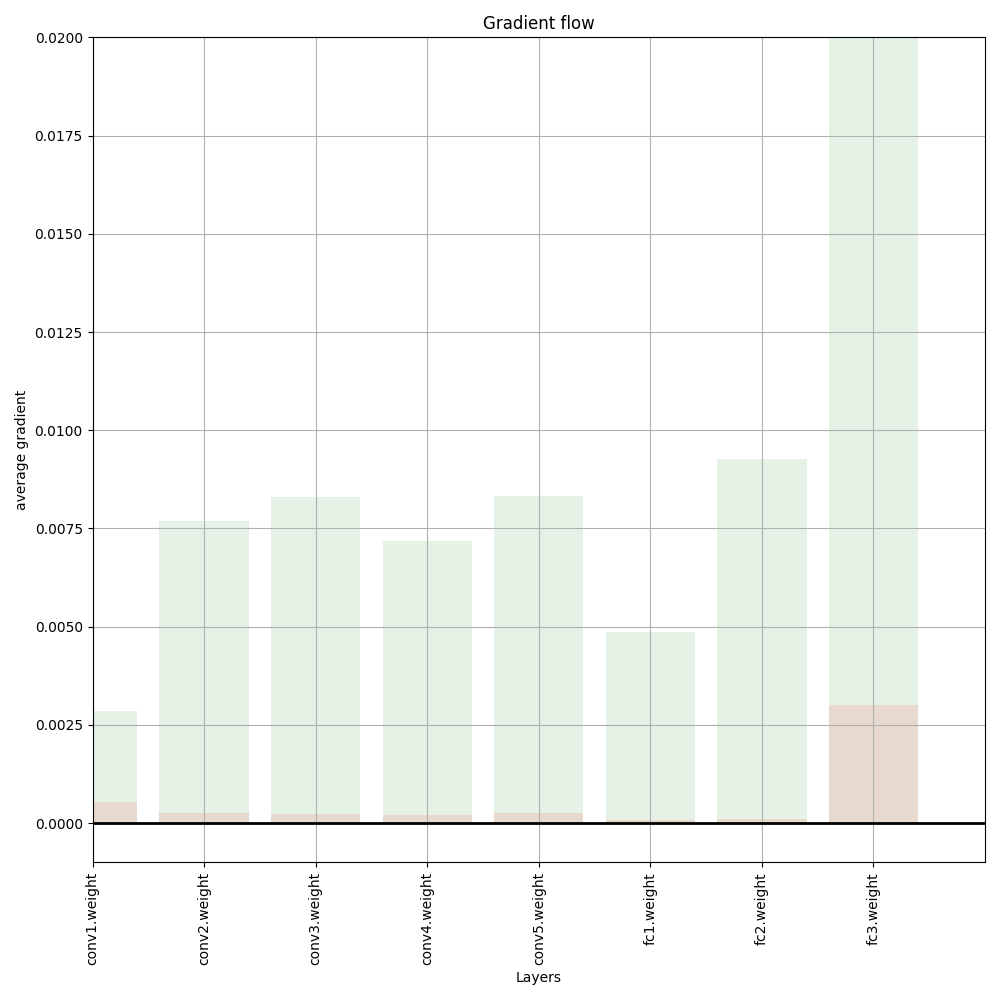 Gradient flow
0.0200
0.0175
0.0150
0.0125
0.0100
0.0075
0.0050
0.0025
0.0000
average gradient
conv1.weight
conv2.weight
conv3.weight
conv4.weight
conv5.weight
fc1.weight
fc2.weight
fc3.weight
Layers